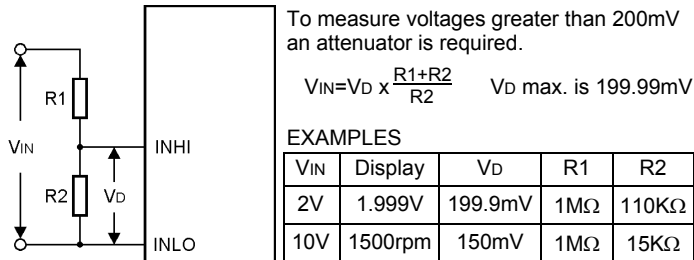 To measure voltages greater than 200mV
an attenuator is required.
VIN=VD x R1+R2
R2
VD max. is 199.99mV
R1
VIN
INHI
R2
VD
INLO
EXAMPLES
VIN Display VD R1 R2
2V 1.999V 199.9mV 1MΩ 110KΩ
10V 1500rpm 150mV 1MΩ 15KΩ